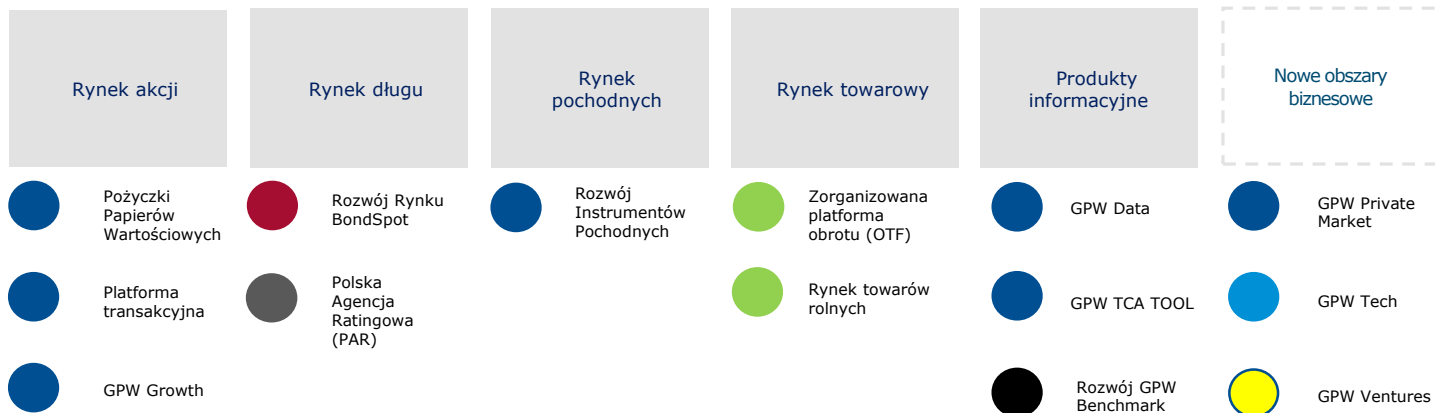 Rynek akcji
Rynek długu
Rynek
pochodnych
Rynek towarowy
Produkty
informacyjne
Nowe obszary
biznesowe
Pożyczki
Papierów
Wartościowych
Rozwój Rynku
BondSpot
Rozwój
Instrumentów
Pochodnych
Zorganizowana
platforma
obrotu (OTF)
GPW Data
GPW Private
Market
Platforma
transakcyjna
Polska
Agencja
Ratingowa
(PAR)
Rynek towarów
rolnych
GPW TCA TOOL
GPW Tech
GPW Growth
Rozwój GPW
Benchmark
GPW Ventures